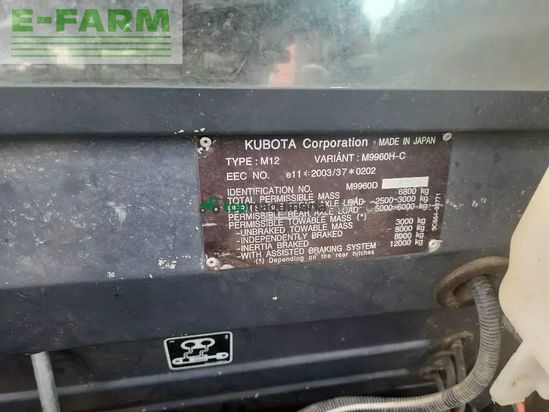 E-FARM
KUBOTA Corporation MADE IN JAPAN
TYPE: M12 VARIANT: M9960H-C
EEC NO. e11*2003/37*0202
IDENTIFICATION NO. M9960D
TOTAL PERMISSIBLE MASS 6800 kg
AXLE LOAD 2500~3000 kg
PERMISSIBLE REAR AXLE LOAD 5000~6000 kg
PERMISSIBLE TOWABLE MASS (*)
-UNBRAKED TOWABLE MASS 3000 kg
-INDEPENDENTLY BRAKED 8000 kg
-INERTIA BRAKED 8000 kg
-WITH ASSISTED BRAKING SYSTEM 12000 kg
(*) Depending on the rear hitches